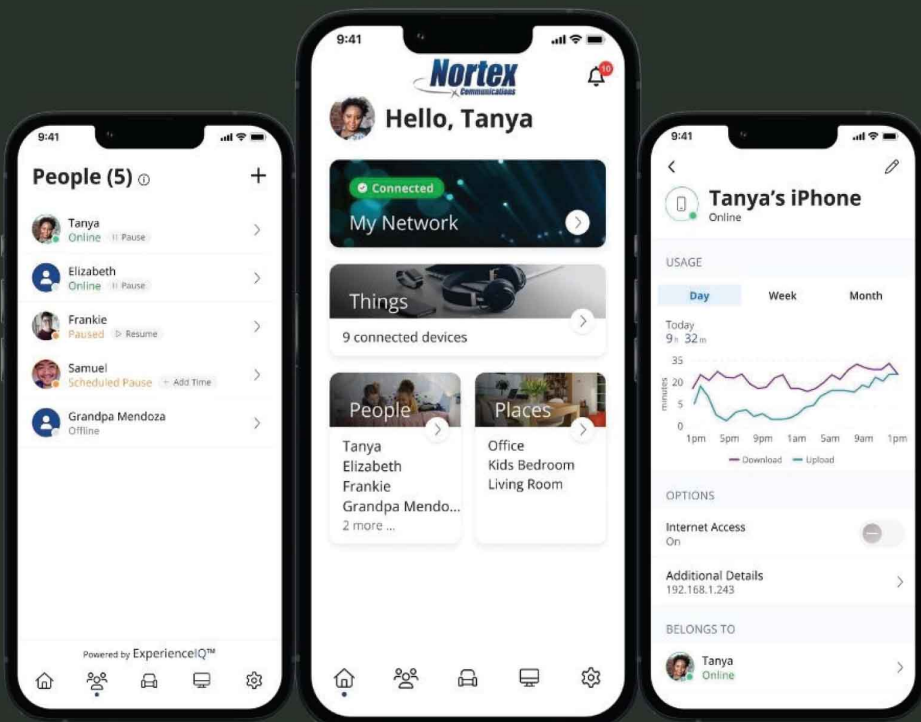 9:41
People (5)
Tanya
Online Pause
Elizabeth
Online Pause
Frankie
Paused Resume
Samuel
Scheduled Pause Add Time
Grandpa Mendoza
Offline
Powered by ExperienceIQ™
9:41
Nortex
Communications
10
Hello, Tanya
Connected
My Network
Things
9 connected devices
People
Tanya
Elizabeth
Frankie
Grandpa Mendo...
2 more ...
Places
Office
Kids Bedroom
Living Room
9:41
Tanya's iPhone
Online
USAGE
Day Week Month
Today
9h 32m
minutes
35
20
5
0
1pm 5pm 9pm 1am 5am 9am 1pm
Download Upload
OPTIONS
Internet Access
On
Additional Details
192.168.1.243
BELONGS TO
Tanya
Online